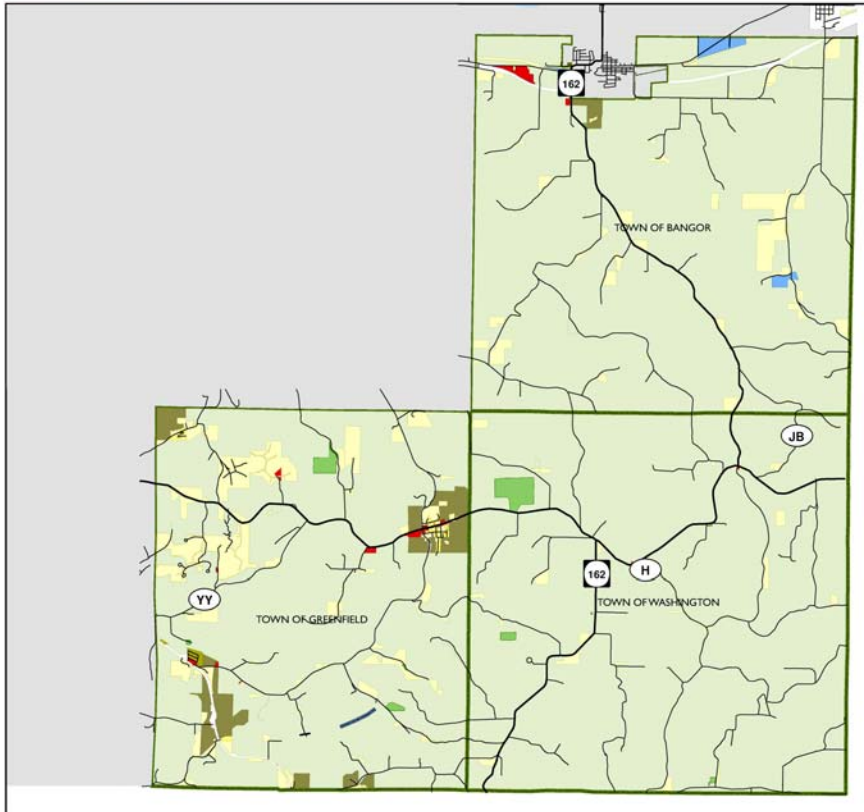 162
TOWN OF BANGOR
JB
162
H
YY
TOWN OF WASHINGTON
TOWN OF GREENFIELD